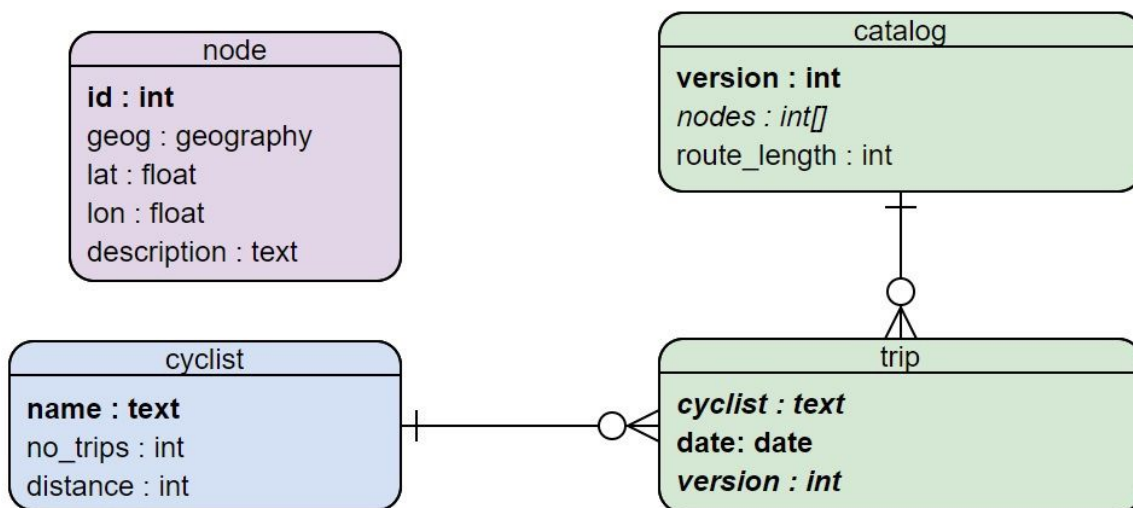 node
id : int
geog : geography
lat : float
lon : float
description : text
catalog
version : int
nodes : int[]
route_length : int
cyclist
name : text
no_trips : int
distance : int
trip
cyclist : text
date: date
version : int